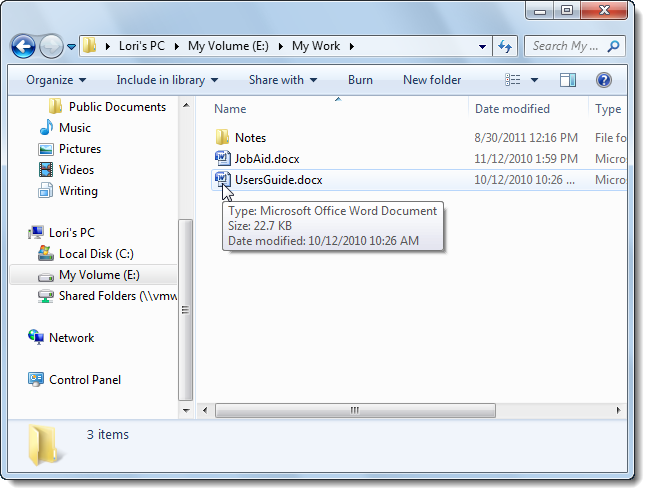 Lori's PC My Volume (E:) My Work Search My ...
Organize Include in library Share with Burn New folder
Public Documents
Music
Pictures
Videos
Writing
Lori's PC
Local Disk (C:)
My Volume (E:)
Shared Folders (\\vmw
Network
Control Panel
Name Date modified Type
Notes 8/30/2011 12:16 PM File fo
JobAid.docx 11/12/2010 1:59 PM Micros
UsersGuide.docx 10/12/2010 10:26 ... Micros
Type: Microsoft Office Word Document
Size: 22.7 KB
Date modified: 10/12/2010 10:26 AM
3 items